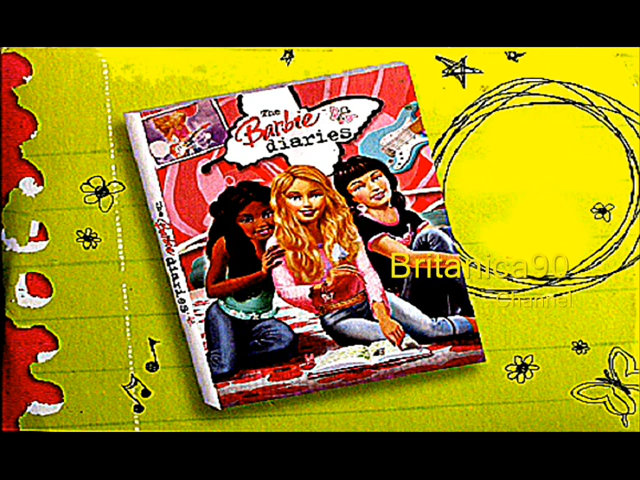 The
Barbie
diaries
The Barbie diaries
Britanica90
Channel